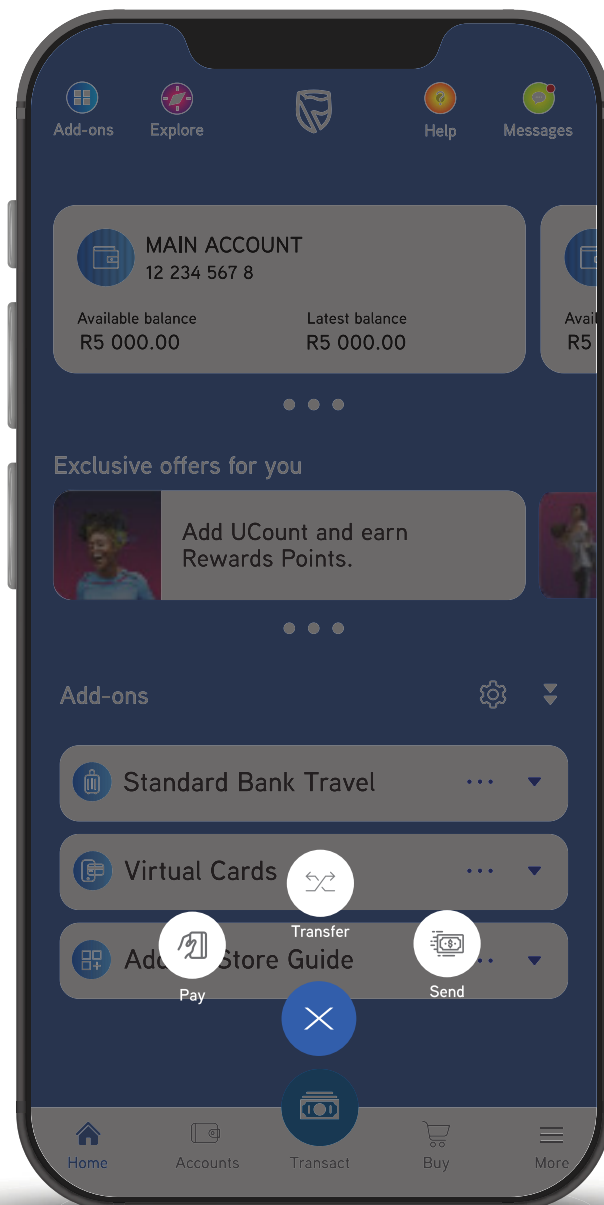 Add-ons
Explore
Help
Messages
MAIN ACCOUNT
12 234 567 8
Available balance
Latest balance
R5 000.00
R5 000.00
Avail
R5
Exclusive offers for you
Add UCount and earn
Rewards Points.
Add-ons
Standard Bank Travel
Virtual Cards
Transfer
Store Guide
Pay
Send
Home
Accounts
Transact
Buy
More